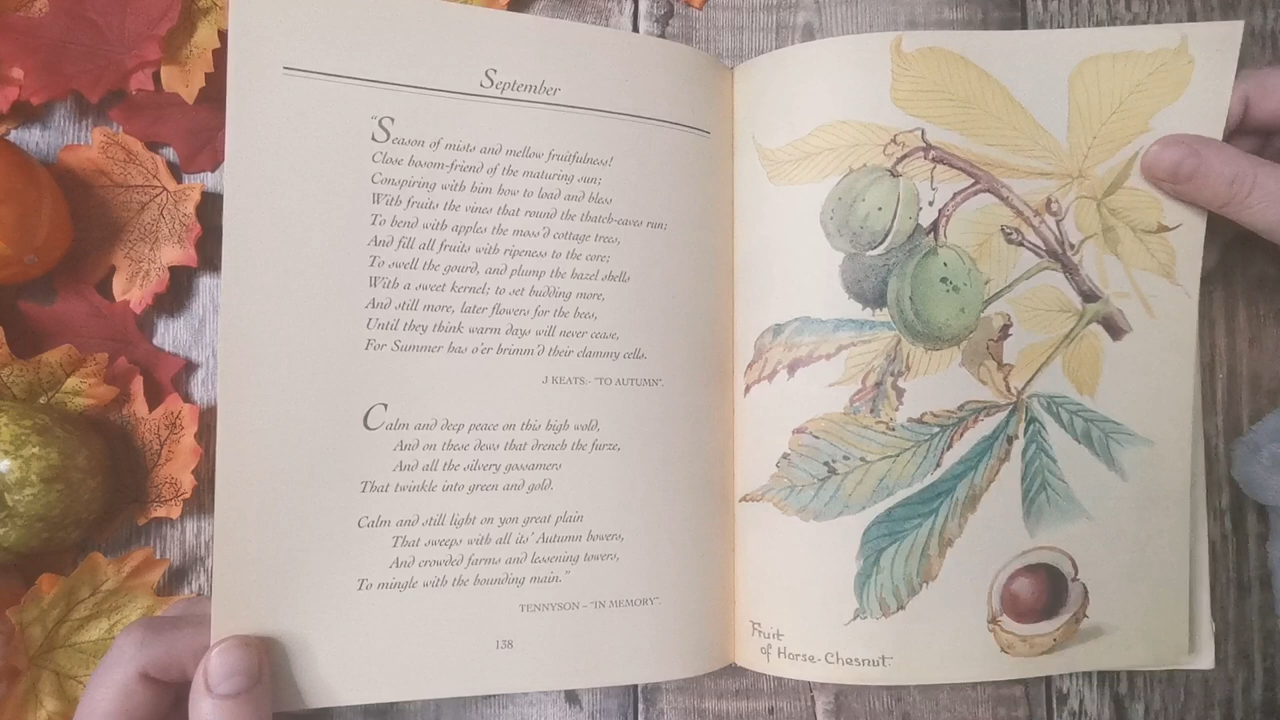 September
"Season of mists and mellow fruitfulness!
Close bosom-friend of the maturing sun;
Conspiring with him how to load and bless
With fruits the vines that round the thatch-eaves run;
To bend with apples the moss'd cottage trees,
And fill all fruits with ripeness to the core;
To swell the gourd, and plump the hazel shells
With a sweet kernel; to set budding more,
And still more, later flowers for the bees,
Until they think warm days will never cease,
For Summer has o'er brimm'd their clammy cells.
J KEATS:- "TO AUTUMN".
Calm and deep peace on this high wold,
And on these dews that drench the furze,
And all the silvery gossamers
That twinkle into green and gold.
Calm and still light on yon great plain
That sweeps with all its' Autumn bowers,
And crowded farms and lessening towers,
To mingle with the bounding main."
TENNYSON – "IN MEMORY".
138
Fruit
of Horse-Chesnut.